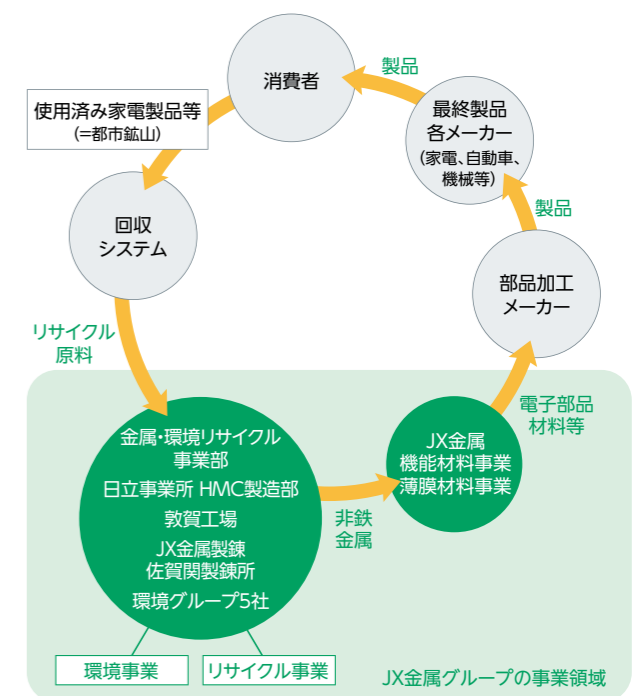 消費者
製品
最終製品
各メーカー
(家電、自動車、
機械等)
使用済み家電製品等
(=都市鉱山)
回収
システム
製品
部品加工
メーカー
リサイクル
原料
電子部品
材料等
金属・環境リサイクル
事業部
日立事業所 HMC製造部
敦賀工場
JX金属製錬
佐賀関製錬所
環境グループ5社
JX金属
機能材料事業
薄膜材料事業
非鉄
金属
環境事業
リサイクル事業
JX金属グループの事業領域